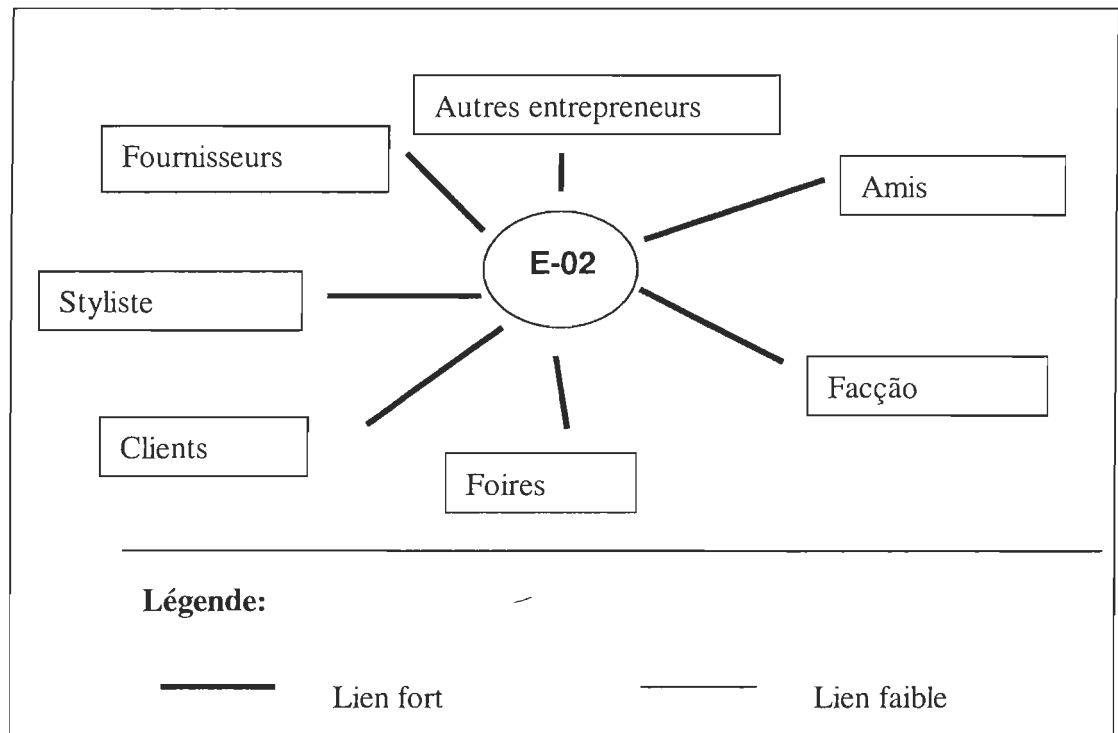 Autres entrepreneurs
Fournisseurs
Amis
E-02
Styliste
Facção
Clients
Foires
Légende:
Lien fort
Lien faible